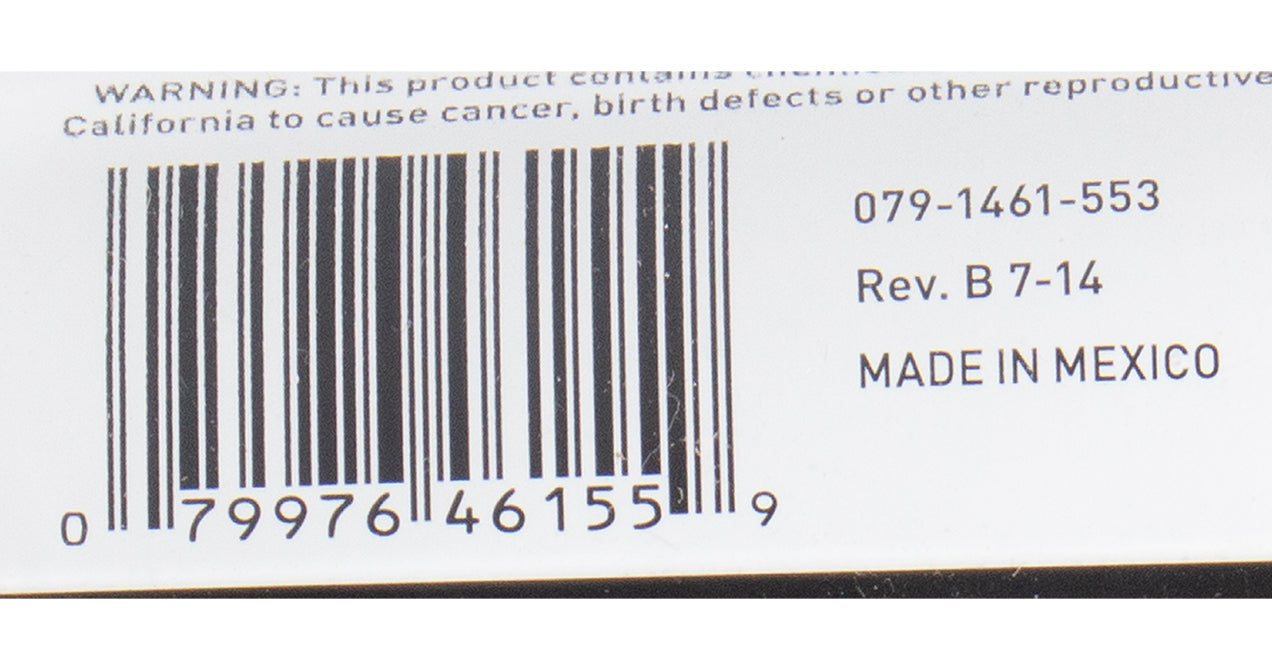 WARNING: This product contains
California to cause cancer, birth defects or other reproductive
079-1461-553
Rev. B 7-14
MADE IN MEXICO
0 79976 46155 9